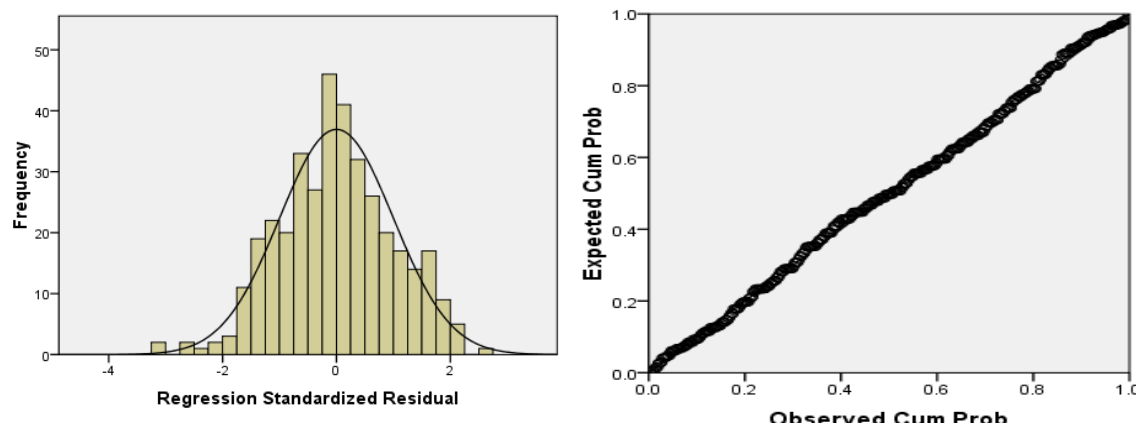 50
40
30
20
10
0
Frequency
-4 -2 0 2
Regression Standardized Residual
1.0
0.8
0.6
0.4
0.2
0.0
Expected Cum Prob
0.0 0.2 0.4 0.6 0.8 1.0
Observed Cum Prob